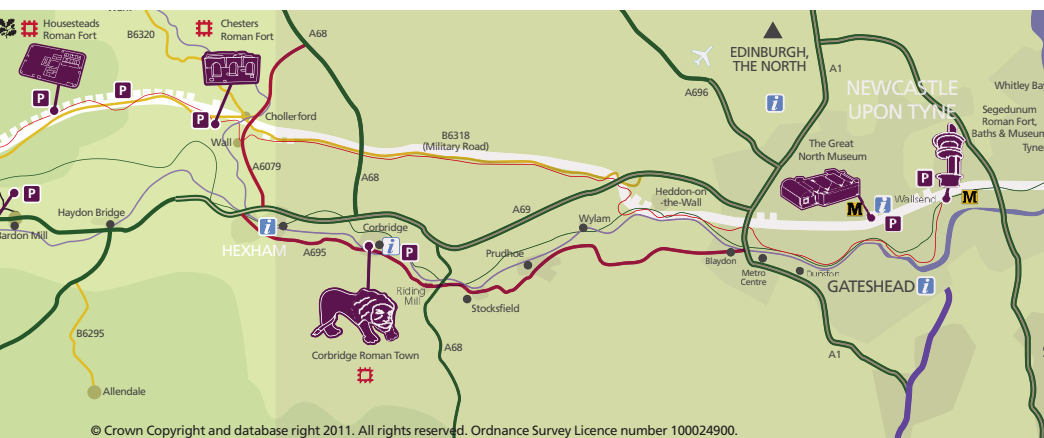 Housesteads
Roman Fort
B6320
Chesters
Roman Fort
A68
EDINBURGH,
THE NORTH
A1
A696
NEWCASTLE
UPON TYNE
Whitley Bay
Segedunum
Roman Fort,
Baths & Museum
Tyne
P
P
P
i
Chollerford
Wall
B6318
(Military Road)
The Great
North Museum
A6079
A68
P
Haydon Bridge
Bardon Mill
Heddon-on
-the-Wall
A69
Wylam
P
Wallsend
M
i
M
P
i
HEXHAM
Corbridge
i
P
A695
Prudhoe
Blaydon
Metro
Centre
Dunston
GATESHEAD
i
Riding
Mill
Stocksfield
B6295
A68
A1
Corbridge Roman Town
Allendale
© Crown Copyright and database right 2011. All rights reserved. Ordnance Survey Licence number 100024900.